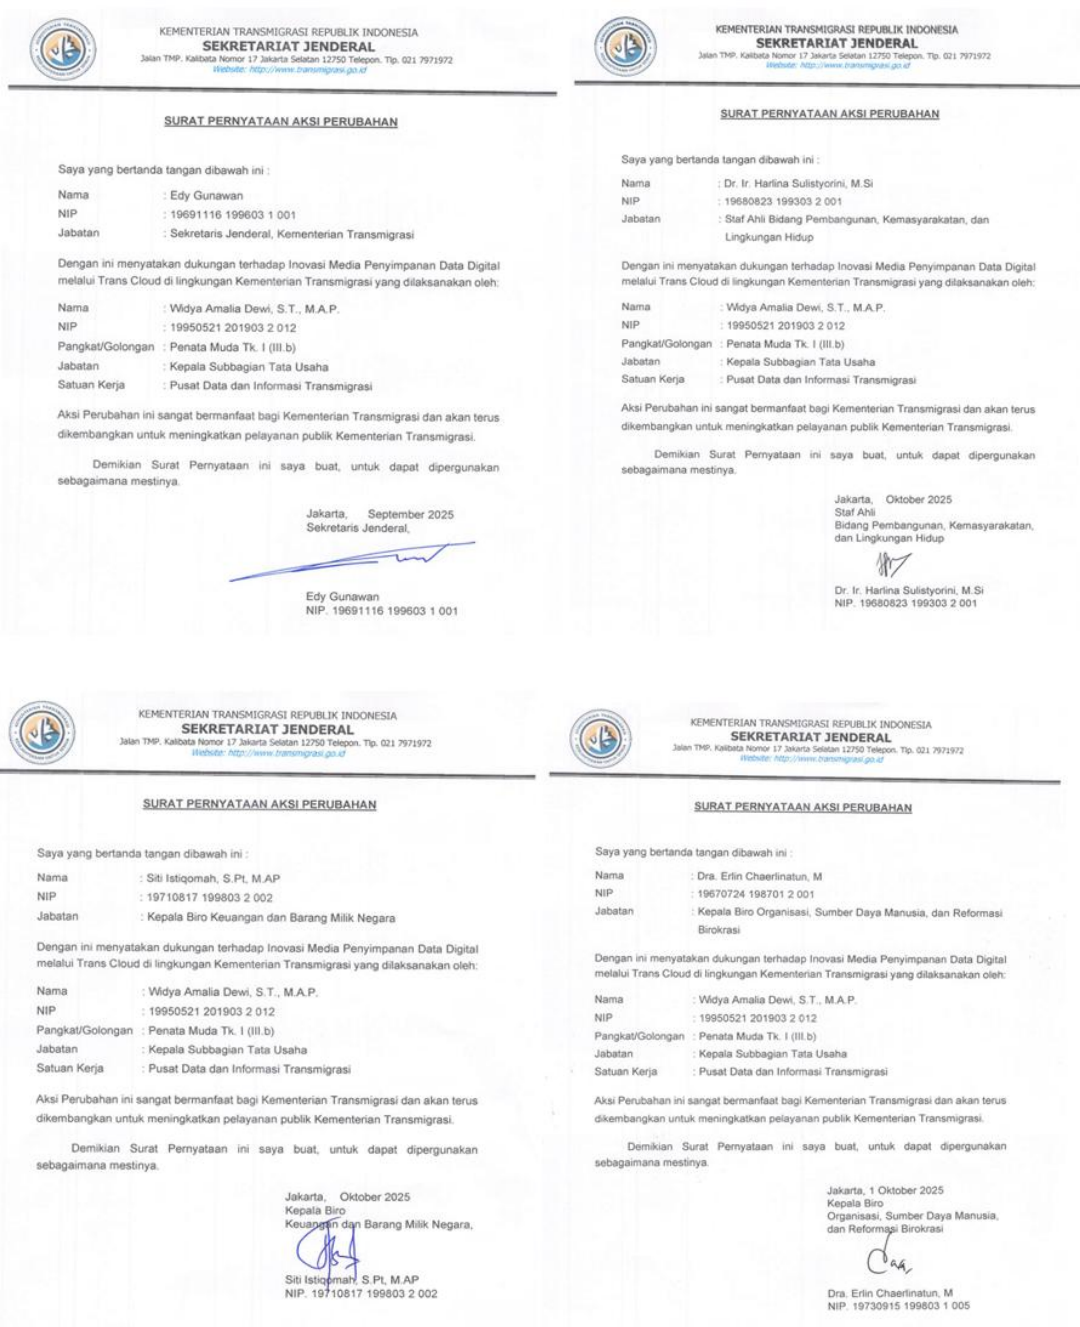 KEMENTERIAN TRANSMIGRASI REPUBLIK INDONESIA
SEKRETARIAT JENDERAL
Jalan TMP. Kalibata Nomor 17 Jakarta Selatan 12750 Telepon. Tlp. 021 7971972
Website: http://www.transmigrasi.go.id
SURAT PERNYATAAN AKSI PERUBAHAN
Saya yang bertanda tangan dibawah ini :
Nama : Edy Gunawan
NIP : 19691116 199603 1 001
Jabatan : Sekretaris Jenderal, Kementerian Transmigrasi
Dengan ini menyatakan dukungan terhadap Inovasi Media Penyimpanan Data Digital
melalui Trans Cloud di lingkungan Kementerian Transmigrasi yang dilaksanakan oleh:
Nama : Widya Amalia Dewi, S.T., M.A.P.
NIP : 19950521 201903 2 012
Pangkat/Golongan : Penata Muda Tk. I (III.b)
Jabatan : Kepala Subbagian Tata Usaha
Satuan Kerja : Pusat Data dan Informasi Transmigrasi
Aksi Perubahan ini sangat bermanfaat bagi Kementerian Transmigrasi dan akan terus
dikembangkan untuk meningkatkan pelayanan publik Kementerian Transmigrasi.
Demikian Surat Pernyataan ini saya buat, untuk dapat dipergunakan
sebagaimana mestinya.
Jakarta, September 2025
Sekretaris Jenderal,
Edy Gunawan
NIP. 19691116 199603 1 001
KEMENTERIAN TRANSMIGRASI REPUBLIK INDONESIA
SEKRETARIAT JENDERAL
Jalan TMP. Kalibata Nomor 17 Jakarta Selatan 12750 Telepon. Tlp. 021 7971972
Website: http://www.transmigrasi.go.id
SURAT PERNYATAAN AKSI PERUBAHAN
Saya yang bertanda tangan dibawah ini :
Nama : Dr. Ir. Harlina Sulistyorini, M.Si
NIP : 19680823 199303 2 001
Jabatan : Staf Ahli Bidang Pembangunan, Kemasyarakatan, dan
Lingkungan Hidup
Dengan ini menyatakan dukungan terhadap Inovasi Media Penyimpanan Data Digital
melalui Trans Cloud di lingkungan Kementerian Transmigrasi yang dilaksanakan oleh:
Nama : Widya Amalia Dewi, S.T., M.A.P.
NIP : 19950521 201903 2 012
Pangkat/Golongan : Penata Muda Tk. I (III.b)
Jabatan : Kepala Subbagian Tata Usaha
Satuan Kerja : Pusat Data dan Informasi Transmigrasi
Aksi Perubahan ini sangat bermanfaat bagi Kementerian Transmigrasi dan akan terus
dikembangkan untuk meningkatkan pelayanan publik Kementerian Transmigrasi.
Demikian Surat Pernyataan ini saya buat, untuk dapat dipergunakan
sebagaimana mestinya.
Jakarta, Oktober 2025
Staf Ahli
Bidang Pembangunan, Kemasyarakatan,
dan Lingkungan Hidup
Dr. Ir. Harlina Sulistyorini, M.Si
NIP. 19680823 199303 2 001
KEMENTERIAN TRANSMIGRASI REPUBLIK INDONESIA
SEKRETARIAT JENDERAL
Jalan TMP. Kalibata Nomor 17 Jakarta Selatan 12750 Telepon. Tlp. 021 7971972
Website: http://www.transmigrasi.go.id
SURAT PERNYATAAN AKSI PERUBAHAN
Saya yang bertanda tangan dibawah ini :
Nama : Siti Istiqomah, S.Pt, M.AP
NIP : 19710817 199803 2 002
Jabatan : Kepala Biro Keuangan dan Barang Milik Negara
Dengan ini menyatakan dukungan terhadap Inovasi Media Penyimpanan Data Digital
melalui Trans Cloud di lingkungan Kementerian Transmigrasi yang dilaksanakan oleh:
Nama : Widya Amalia Dewi, S.T., M.A.P.
NIP : 19950521 201903 2 012
Pangkat/Golongan : Penata Muda Tk. I (III.b)
Jabatan : Kepala Subbagian Tata Usaha
Satuan Kerja : Pusat Data dan Informasi Transmigrasi
Aksi Perubahan ini sangat bermanfaat bagi Kementerian Transmigrasi dan akan terus
dikembangkan untuk meningkatkan pelayanan publik Kementerian Transmigrasi.
Demikian Surat Pernyataan ini saya buat, untuk dapat dipergunakan
sebagaimana mestinya.
Jakarta, Oktober 2025
Kepala Biro
Keuangan dan Barang Milik Negara,
Siti Istiqomah, S.Pt, M.AP
NIP. 19710817 199803 2 002
KEMENTERIAN TRANSMIGRASI REPUBLIK INDONESIA
SEKRETARIAT JENDERAL
Jalan TMP. Kalibata Nomor 17 Jakarta Selatan 12750 Telepon. Tlp. 021 7971972
Website: http://www.transmigrasi.go.id
SURAT PERNYATAAN AKSI PERUBAHAN
Saya yang bertanda tangan dibawah ini :
Nama : Dra. Erlin Chaerlinatun, M
NIP : 19670724 198701 2 001
Jabatan : Kepala Biro Organisasi, Sumber Daya Manusia, dan Reformasi
Birokrasi
Dengan ini menyatakan dukungan terhadap Inovasi Media Penyimpanan Data Digital
melalui Trans Cloud di lingkungan Kementerian Transmigrasi yang dilaksanakan oleh:
Nama : Widya Amalia Dewi, S.T., M.A.P.
NIP : 19950521 201903 2 012
Pangkat/Golongan : Penata Muda Tk. I (III.b)
Jabatan : Kepala Subbagian Tata Usaha
Satuan Kerja : Pusat Data dan Informasi Transmigrasi
Aksi Perubahan ini sangat bermanfaat bagi Kementerian Transmigrasi dan akan terus
dikembangkan untuk meningkatkan pelayanan publik Kementerian Transmigrasi.
Demikian Surat Pernyataan ini saya buat, untuk dapat dipergunakan
sebagaimana mestinya.
Jakarta, 1 Oktober 2025
Kepala Biro
Organisasi, Sumber Daya Manusia,
dan Reformasi Birokrasi
Dra. Erlin Chaerlinatun, M
NIP. 19730915 199803 1 005